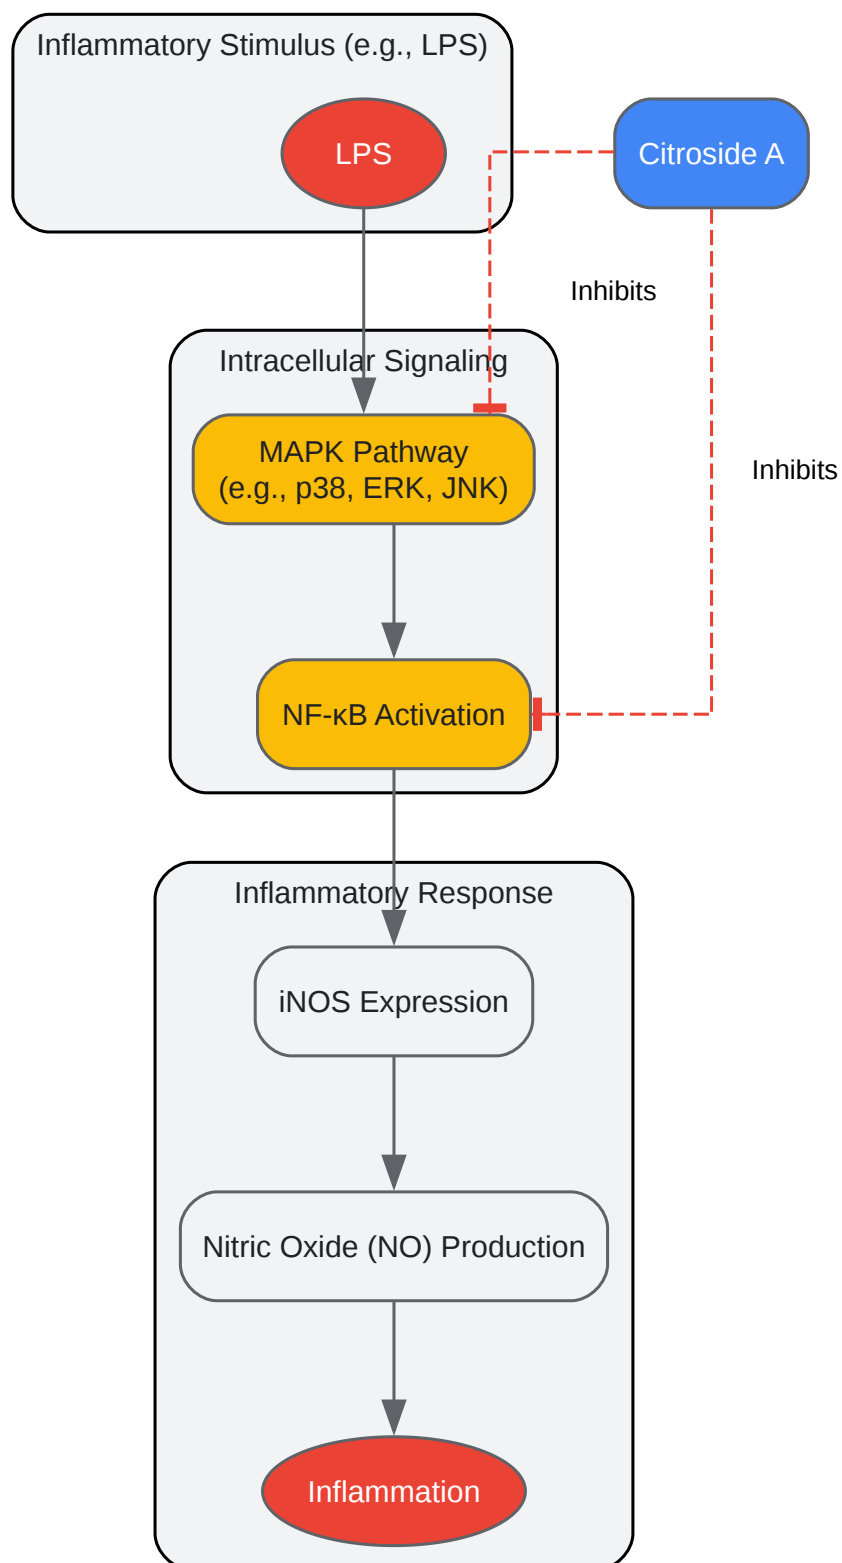 Inflammatory Stimulus (e.g., LPS)
LPS
Citroside A
Inhibits
Intracellular Signaling
MAPK Pathway
(e.g., p38, ERK, JNK)
Inhibits
NF-κB Activation
Inflammatory Response
iNOS Expression
Nitric Oxide (NO) Production
Inflammation